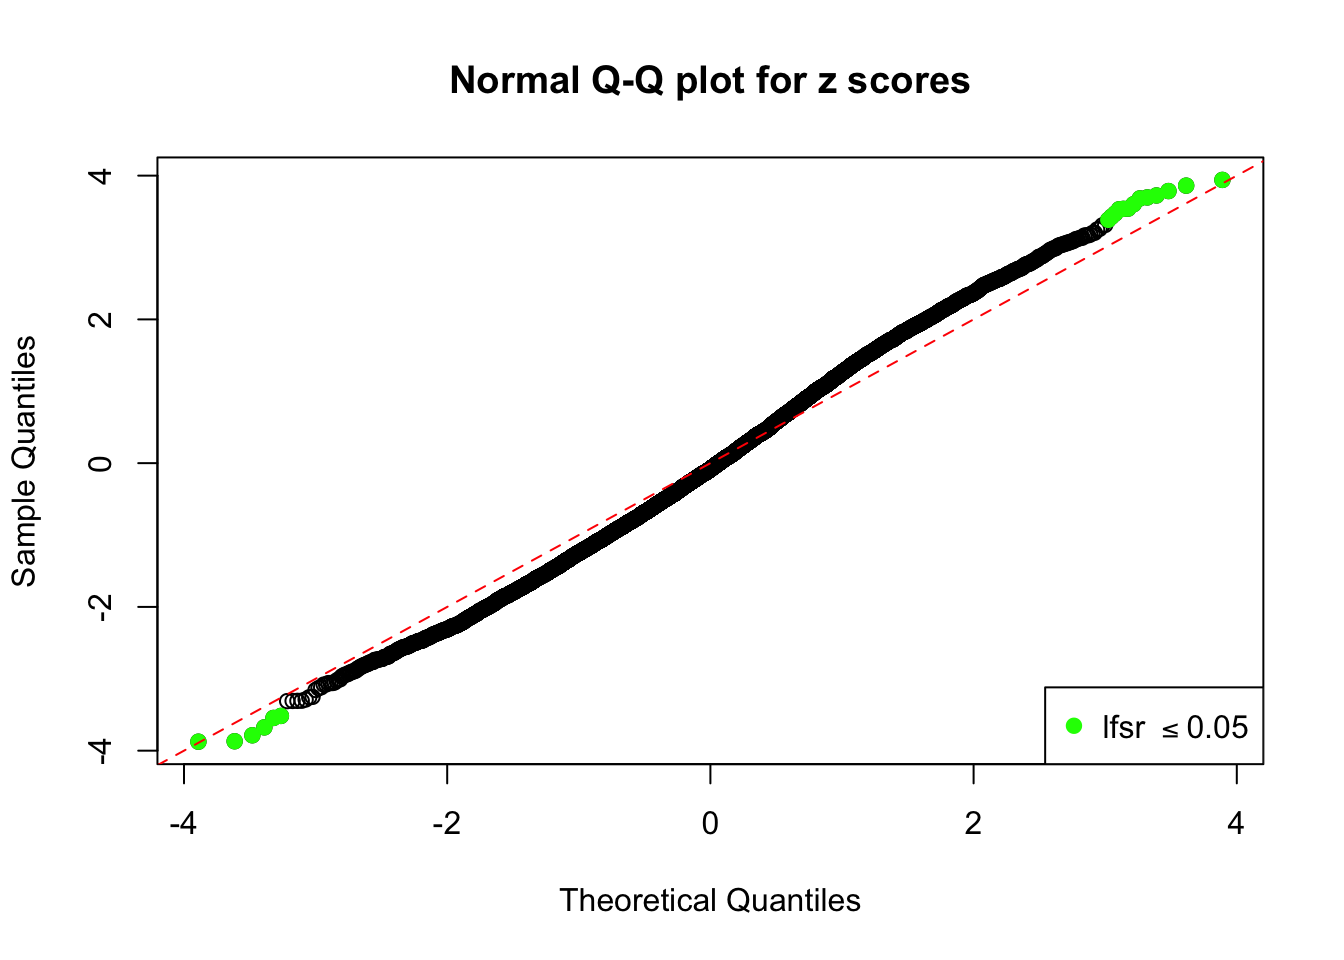 Normal Q-Q plot for z scores
4
2
0
-2
-4
Sample Quantiles
lfsr ≤ 0.05
-4 -2 0 2 4
Theoretical Quantiles